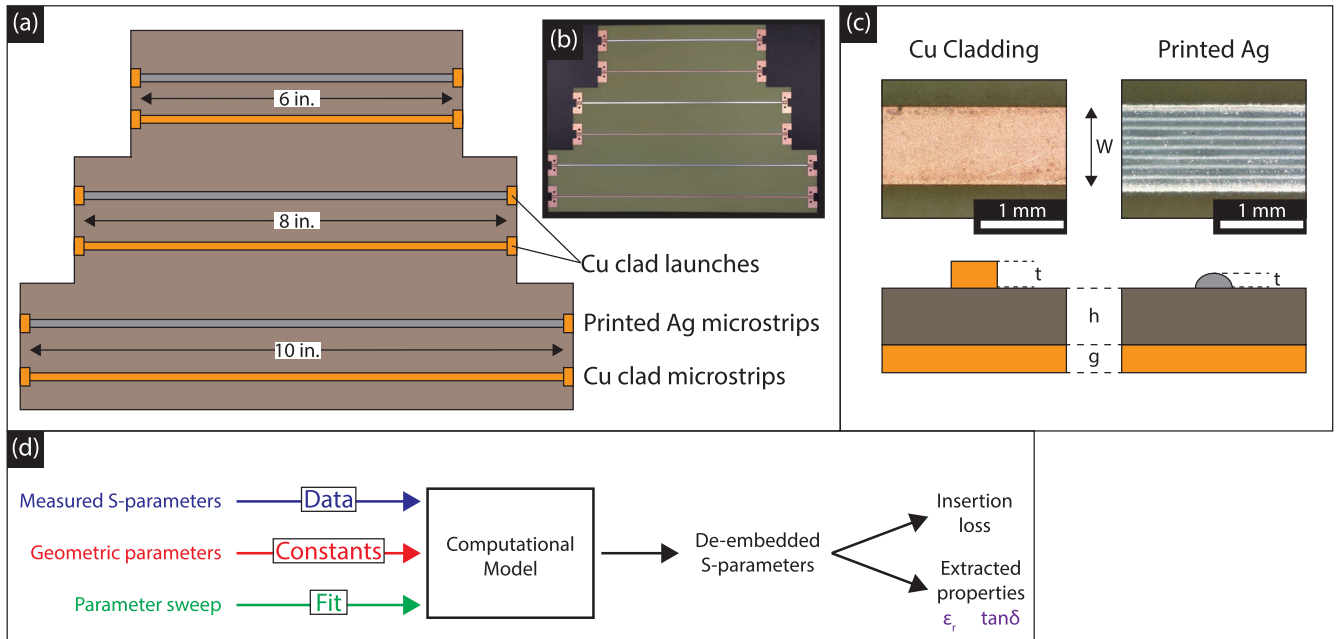 (a)
6 in.
8 in.
10 in.
Cu clad launches
Printed Ag microstrips
Cu clad microstrips
(b)
(c)
Cu Cladding
Printed Ag
W
1 mm
1 mm
t
t
h
g
(d)
Measured S-parameters
Data
Geometric parameters
Constants
Parameter sweep
Fit
Computational
Model
De-embedded
S-parameters
Insertion
loss
Extracted
properties
εr tanδ